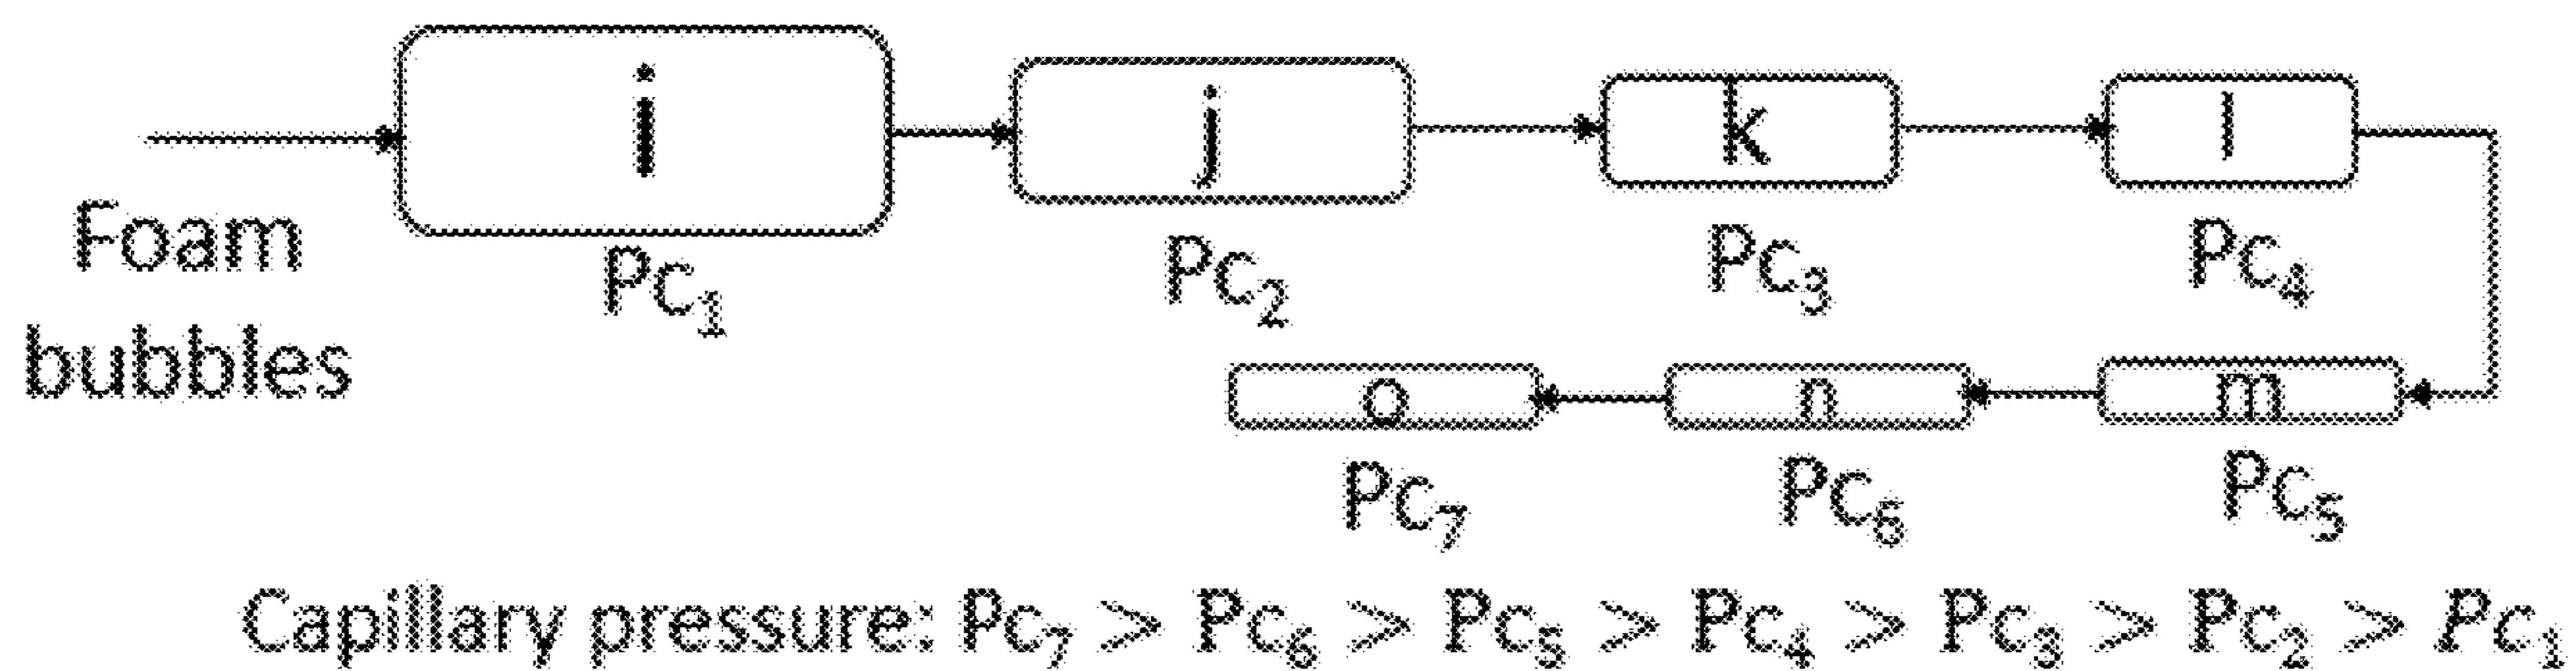 i j k l
Foam
bubbles
Pc₁ Pc₂ Pc₃ Pc₄
o n m
Pc₇ Pc₆ Pc₅
Capillary pressure: Pc₇ > Pc₆ > Pc₅ > Pc₄ > Pc₃ > Pc₂ > Pc₁